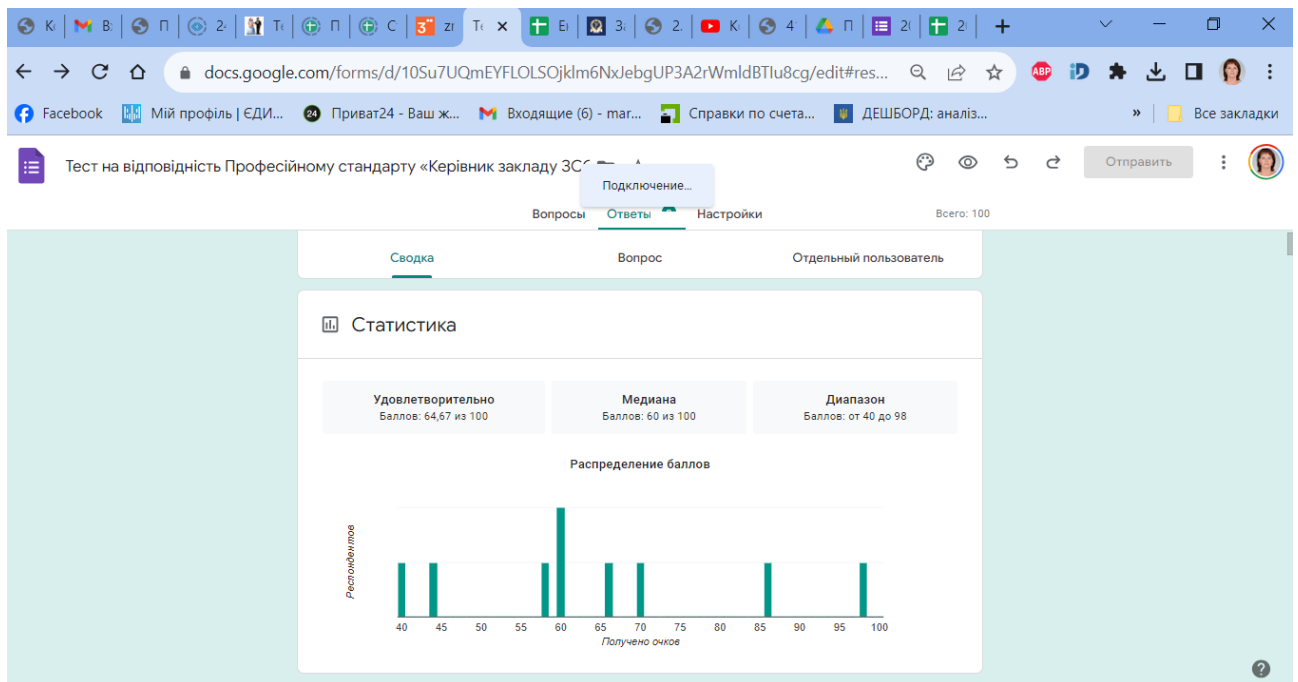 docs.google.com/forms/d/10Su7UQmEYFLOLSOjklm6NxJebgUP3A2rWmldBTIu8cg/edit#res...
ABP
Facebook
Мій профіль | ЄДИ...
24
Приват24 - Ваш ж...
Входящие (6) - mar...
Справки по счета...
ДЕШБОРД: аналіз...
»
Все закладки
Тест на відповідність Професійному стандарту «Керівник закладу
Отправить
Подключение...
Вопросы
Ответы
Настройки
Всего: 100
Сводка
Вопрос
Отдельный пользователь
Статистика
Удовлетворительно
Баллов: 64,67 из 100
Медиана
Баллов: 60 из 100
Диапазон
Баллов: от 40 до 98
Распределение баллов
Респондентов
40 45 50 55 60 65 70 75 80 85 90 95 100
Получено очков